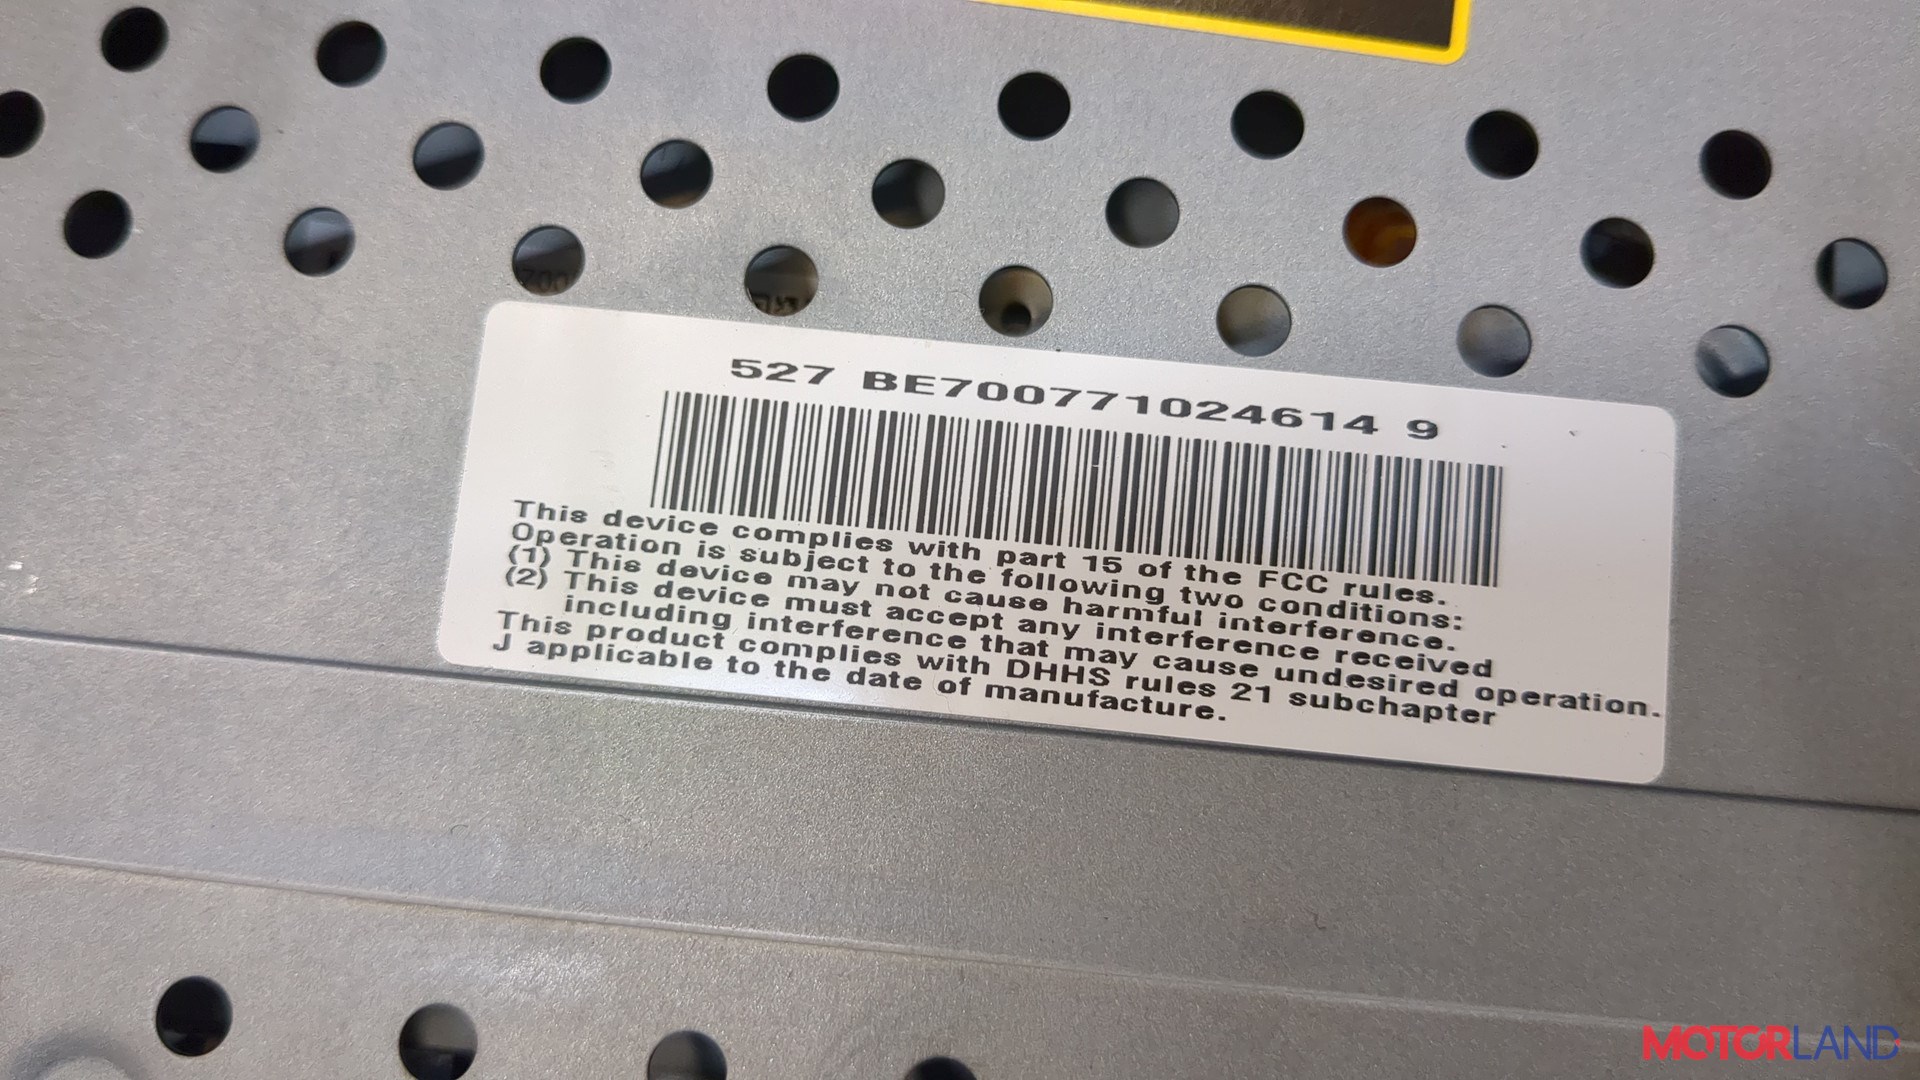 527 BE700771024614 9
This device complies with part 15 of the FCC rules.
Operation is subject to the following two conditions:
(1) This device may not cause harmful interference.
(2) This device must accept any interference received
including interference that may cause undesired operation.
This product complies with DHHS rules 21 subchapter
J applicable to the date of manufacture.
MOTORLAND